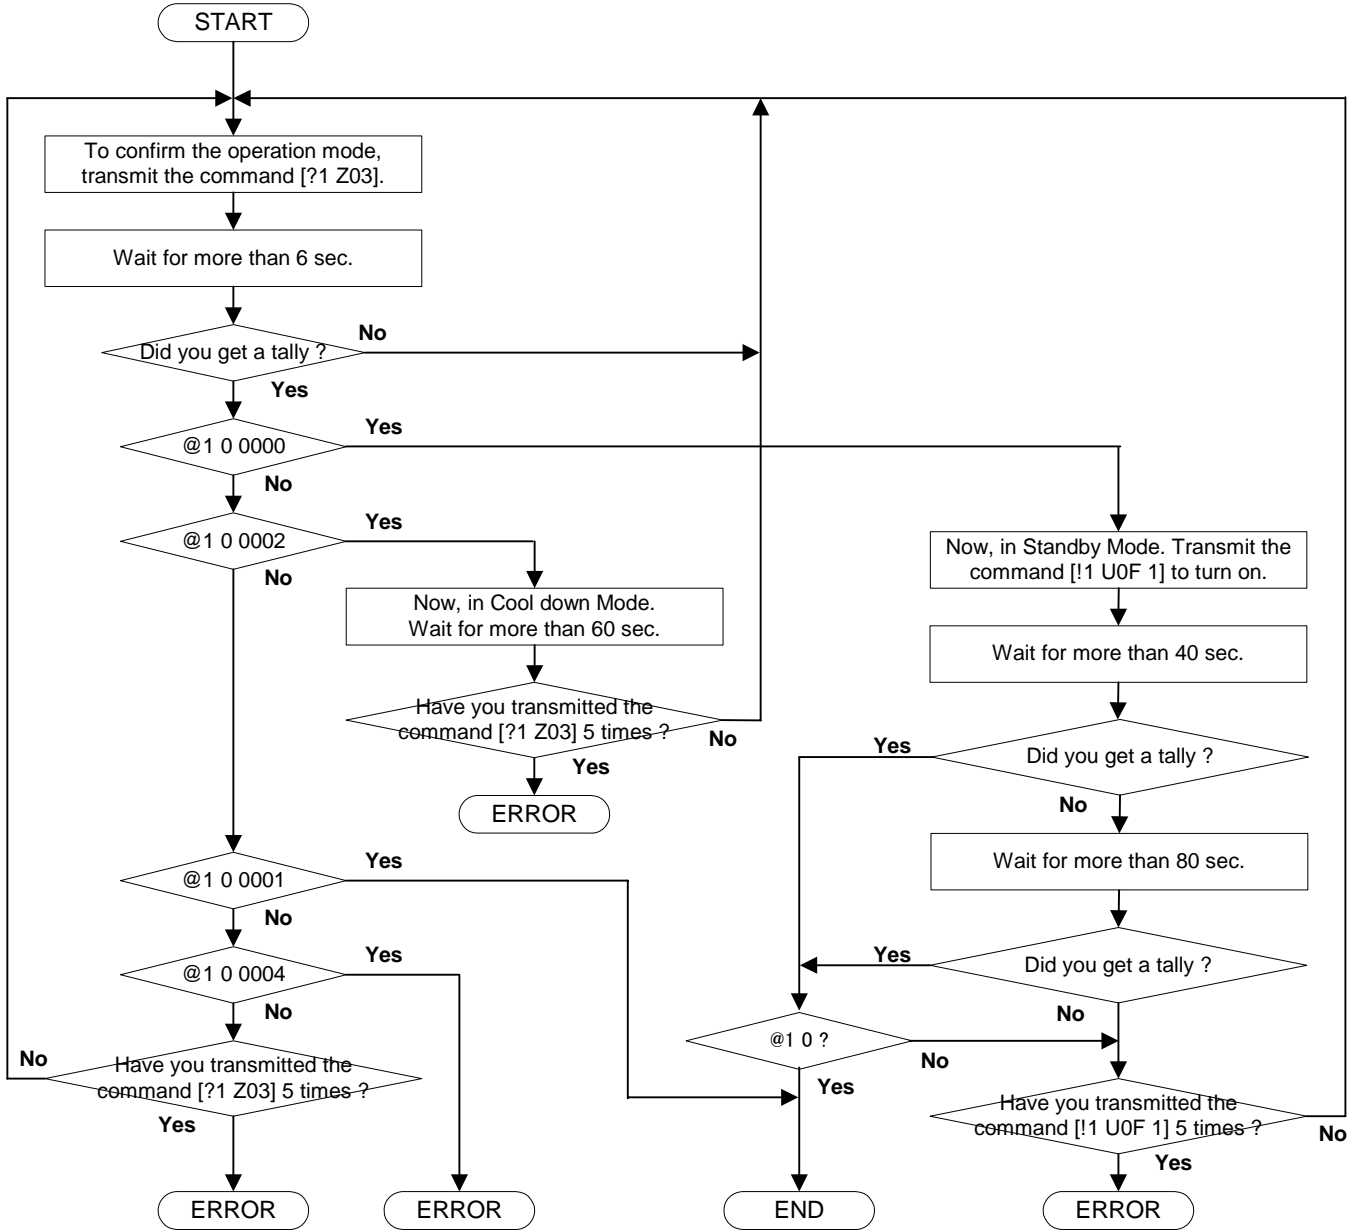 START
To confirm the operation mode,
transmit the command [?1 Z03].
Wait for more than 6 sec.
Did you get a tally ?
No
Yes
@1 0 0000
Yes
No
@1 0 0002
Yes
No
Now, in Cool down Mode.
Wait for more than 60 sec.
Have you transmitted the
command [?1 Z03] 5 times ?
No
Yes
ERROR
Now, in Standby Mode. Transmit the
command [!1 U0F 1] to turn on.
Wait for more than 40 sec.
Did you get a tally ?
Yes
No
Wait for more than 80 sec.
Did you get a tally ?
Yes
No
@1 0 0001
Yes
No
@1 0 0004
Yes
No
Have you transmitted the
command [?1 Z03] 5 times ?
No
Yes
@1 0 ?
No
Yes
Have you transmitted the
command [!1 U0F 1] 5 times ?
No
Yes
ERROR
ERROR
END
ERROR